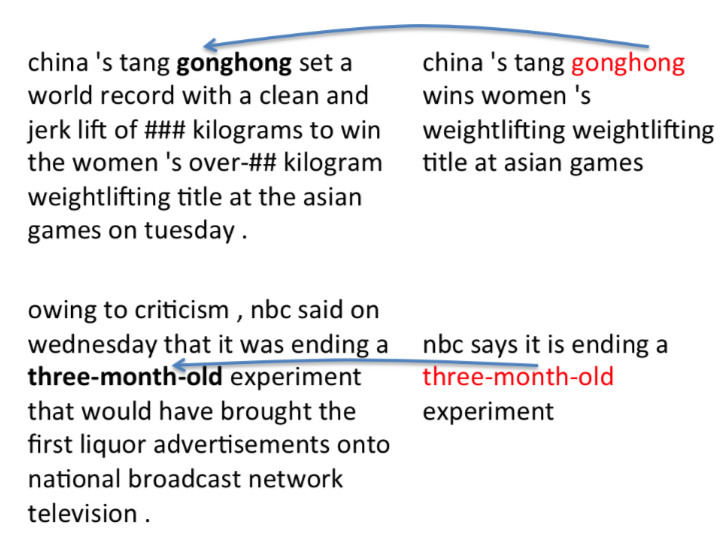 china 's tang gonghong set a
world record with a clean and
jerk lift of ### kilograms to win
the women 's over-## kilogram
weightlifting title at the asian
games on tuesday .
china 's tang gonghong
wins women 's
weightlifting weightlifting
title at asian games
owing to criticism , nbc said on
wednesday that it was ending a
three-month-old experiment
that would have brought the
first liquor advertisements onto
national broadcast network
television .
nbc says it is ending a
three-month-old
experiment